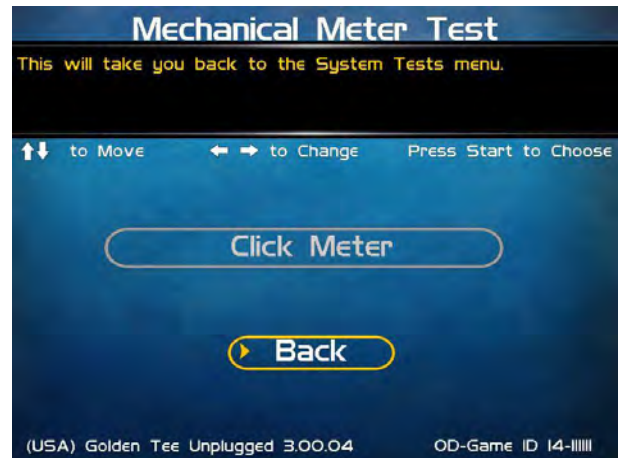 Mechanical Meter Test
This will take you back to the System Tests menu.
to Move to Change Press Start to Choose
Click Meter
Back
(USA) Golden Tee Unplugged 3.00.04 OD-Game ID 14-111111